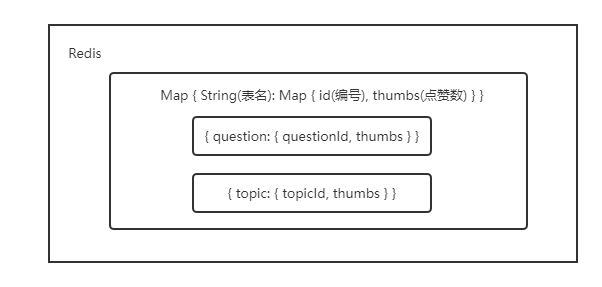 Redis
Map { String(表名): Map { id(编号), thumbs(点赞数) } }
{ question: { questionId, thumbs } }
{ topic: { topicId, thumbs } }